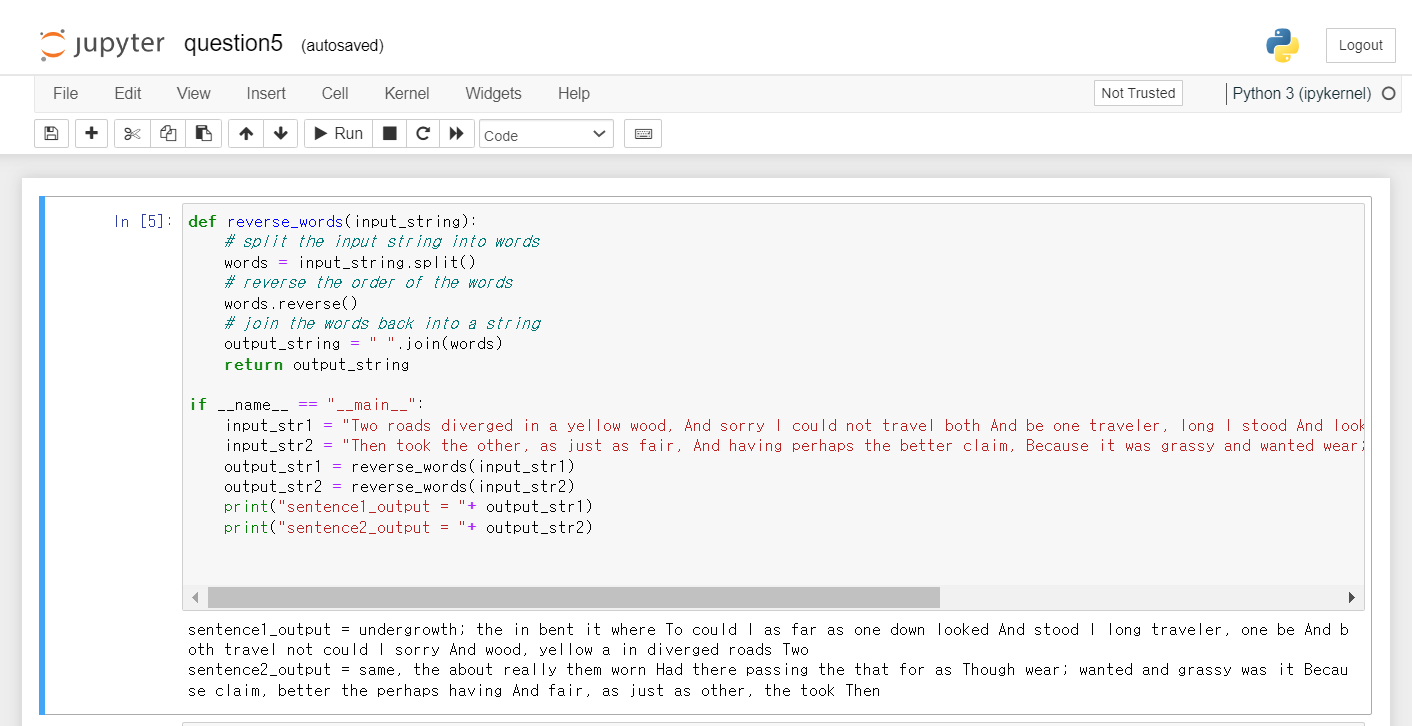 jupyter question5 (autosaved)
Logout
File Edit View Insert Cell Kernel Widgets Help
Not Trusted
Python 3 (ipykernel)
Run
Code
In [5]:
def reverse_words(input_string):
    # split the input string into words
    words = input_string.split()
    # reverse the order of the words
    words.reverse()
    # join the words back into a string
    output_string = " ".join(words)
    return output_string
if __name__ == "__main__":
    input_str1 = "Two roads diverged in a yellow wood, And sorry I could not travel both And be one traveler, long I stood And look
    input_str2 = "Then took the other, as just as fair, And having perhaps the better claim, Because it was grassy and wanted wear;
    output_str1 = reverse_words(input_str1)
    output_str2 = reverse_words(input_str2)
    print("sentence1_output = "+ output_str1)
    print("sentence2_output = "+ output_str2)
sentence1_output = undergrowth; the in bent it where To could I as far as one down looked And stood I long traveler, one be And b
oth travel not could I sorry And wood, yellow a in diverged roads Two
sentence2_output = same, the about really them worn Had there passing the that for as Though wear; wanted and grassy was it Becau
se claim, better the perhaps having And fair, as just as other, the took Then